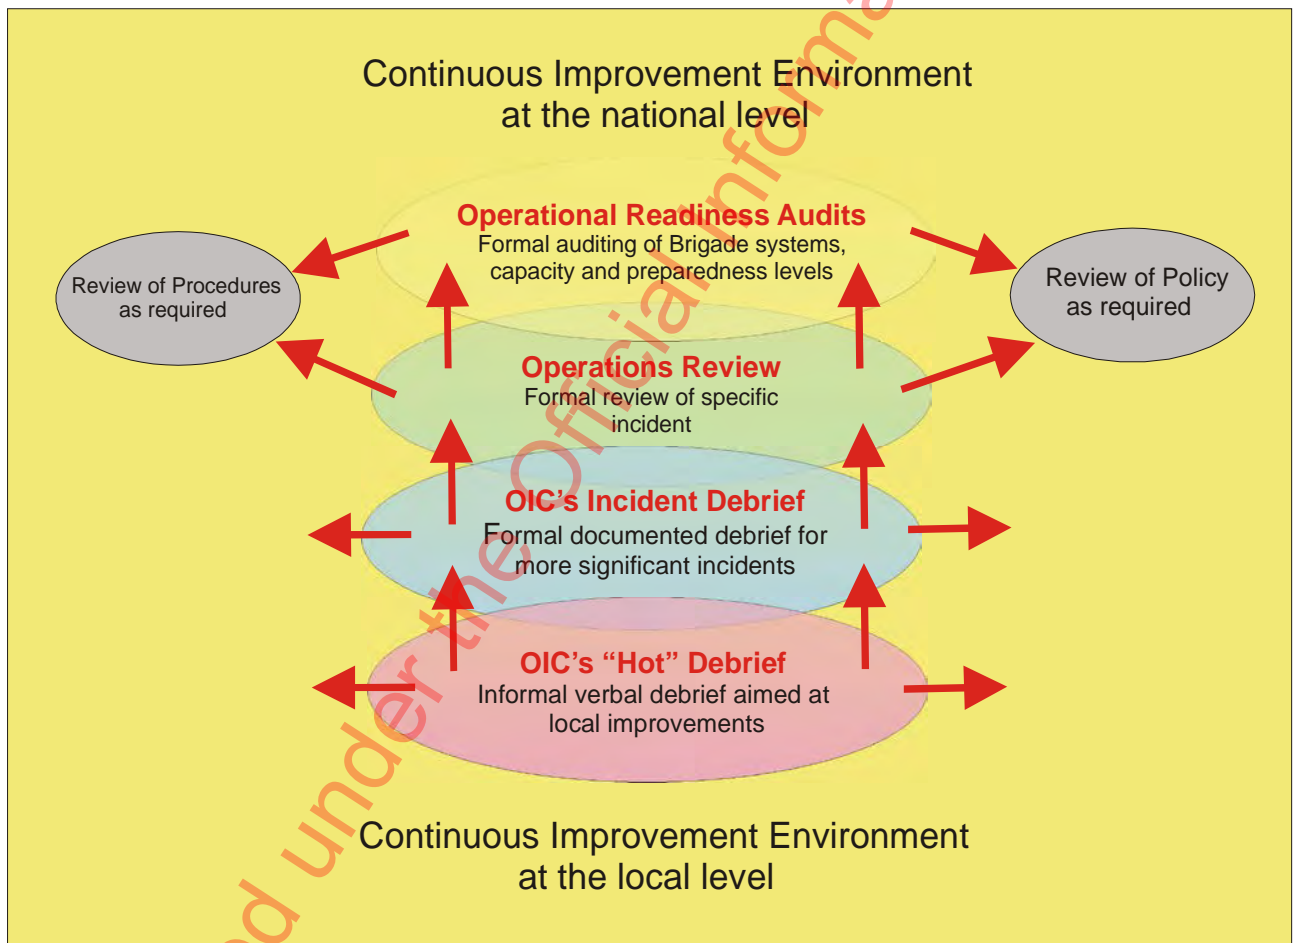 Continuous Improvement Environment
at the national level
Operational Readiness Audits
Formal auditing of Brigade systems,
capacity and preparedness levels
Review of Procedures
as required
Review of Policy
as required
Operations Review
Formal review of specific
incident
OIC's Incident Debrief
Formal documented debrief for
more significant incidents
OIC's “Hot” Debrief
Informal verbal debrief aimed at
local improvements
Continuous Improvement Environment
at the local level
under the Official